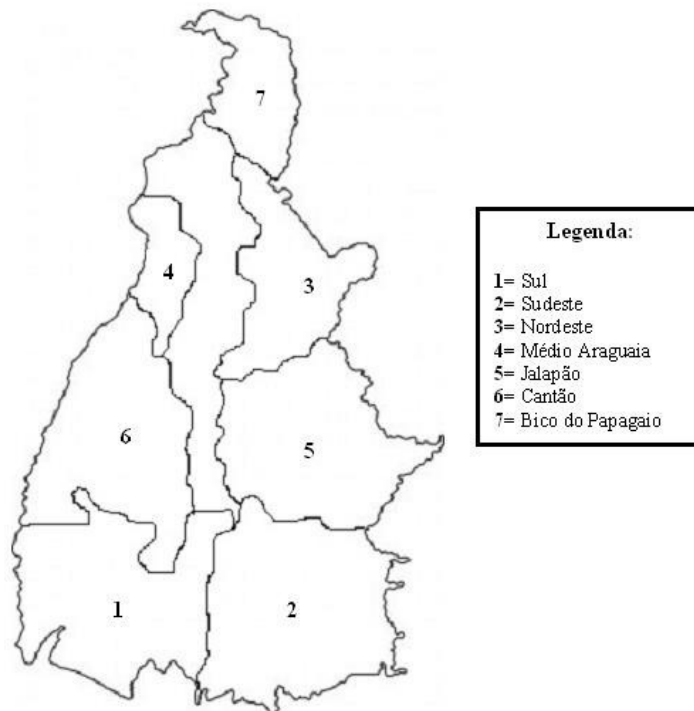 7
4
3
6
5
1
2
Legenda:
1= Sul
2= Sudeste
3= Nordeste
4= Médio Araguaia
5= Jalapão
6= Cantão
7= Bico do Papagaio